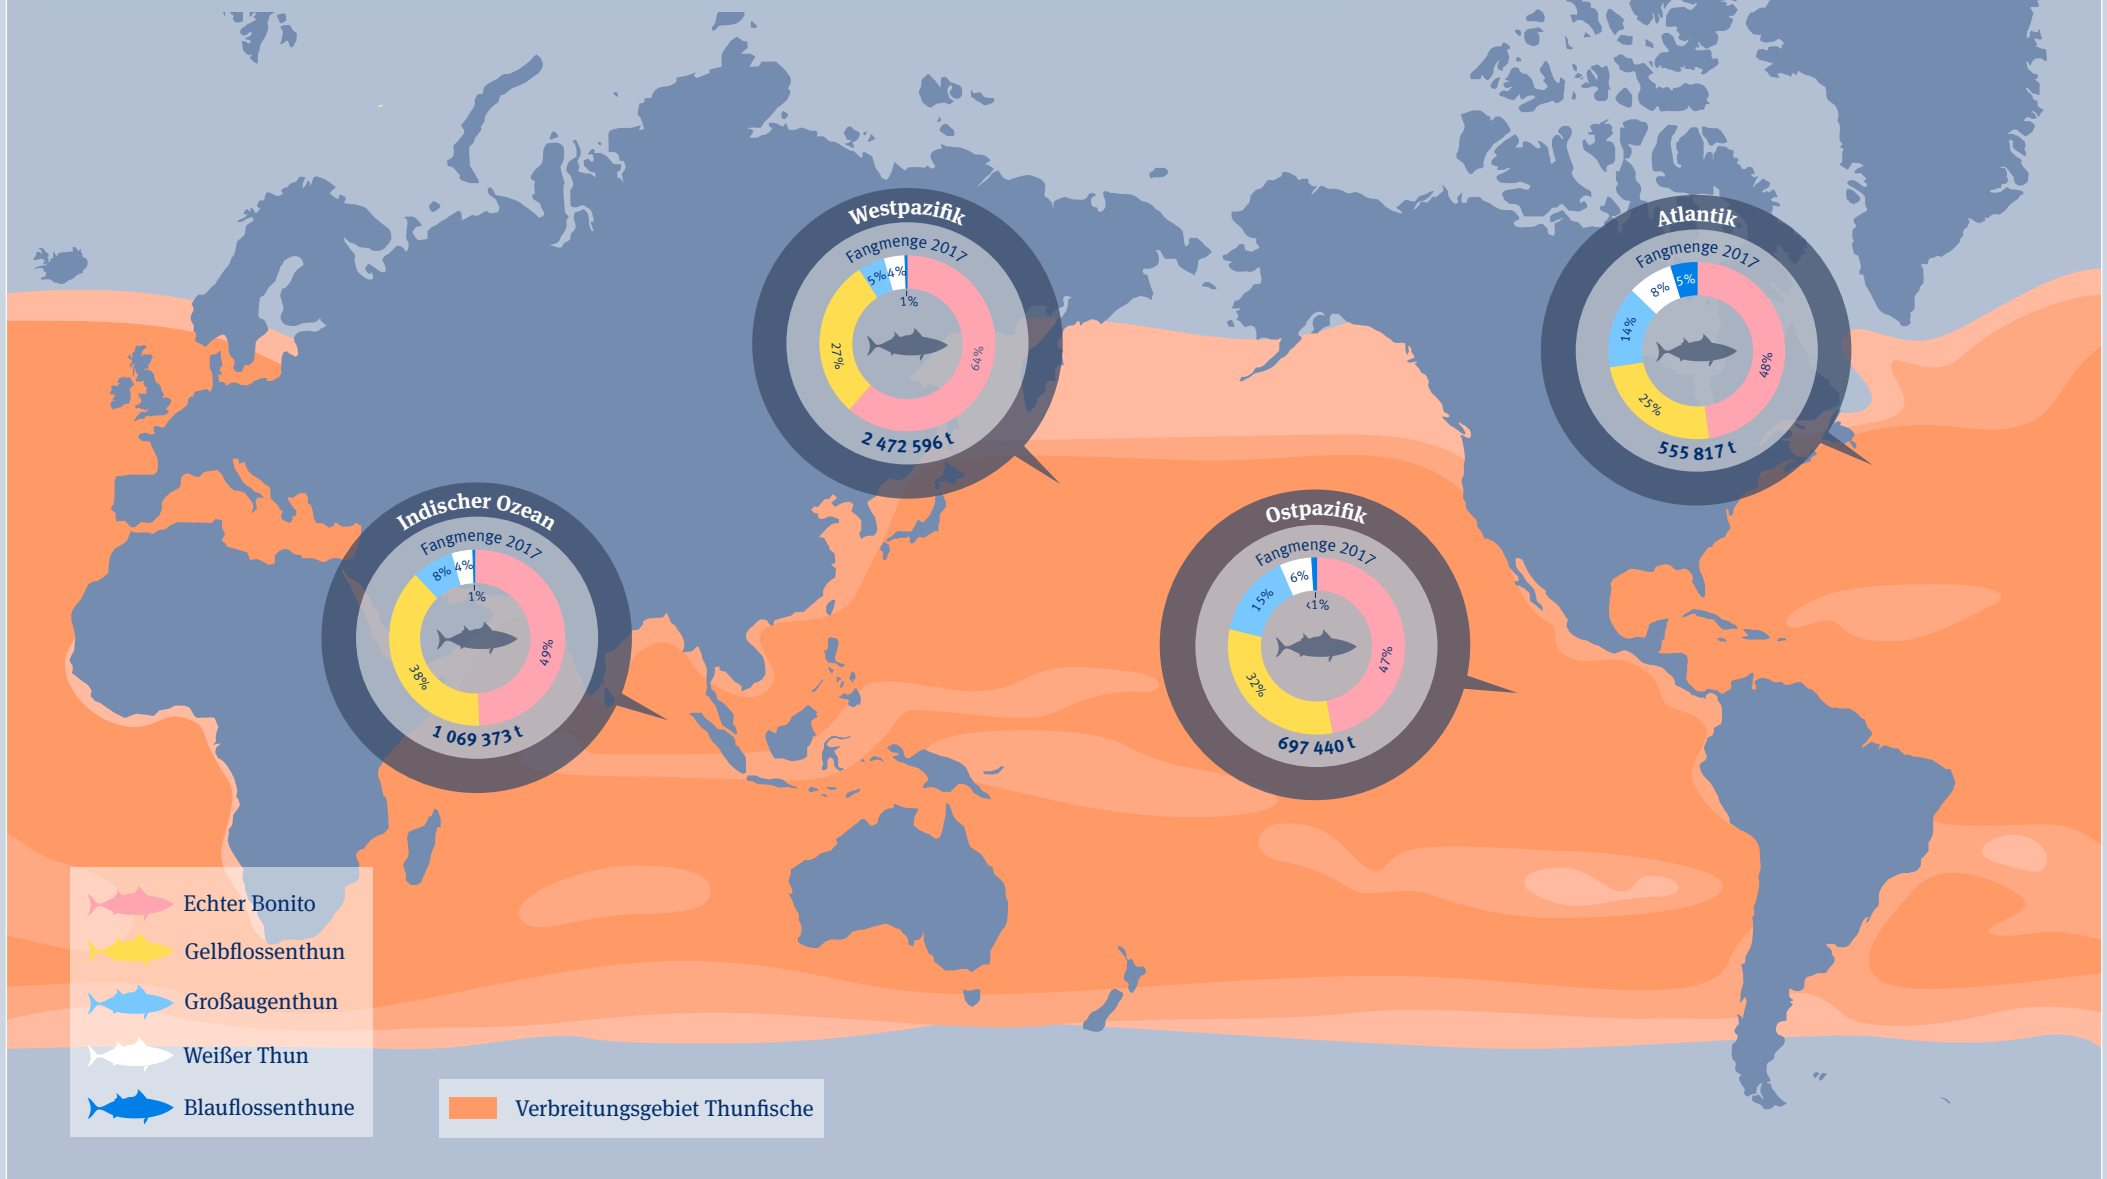 Westpazifik
Fangmenge 2017
5%
4%
1%
27%
64%
2 472 596 t
Atlantik
Fangmenge 2017
5%
8%
14%
25%
48%
555 817 t
Indischer Ozean
Fangmenge 2017
8%
4%
1%
38%
49%
1 069 373 t
Ostpazifik
Fangmenge 2017
6%
15%
<1%
32%
47%
697 440 t
Echter Bonito
Gelbflossenthun
Großaugenthun
Weißer Thun
Blauflossenthune
Verbreitungsgebiet Thunfische